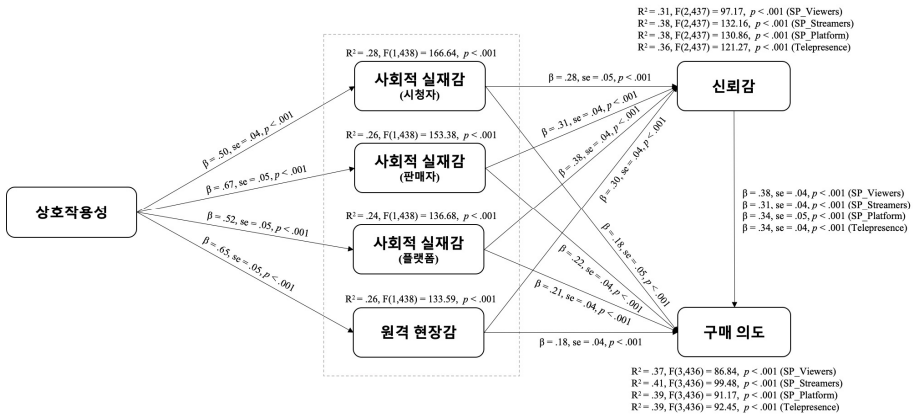 R² = .31, F(2,437) = 97.17, p < .001 (SP_Viewers)
R² = .38, F(2,437) = 132.16, p < .001 (SP_Streamers)
R² = .38, F(2,437) = 130.86, p < .001 (SP_Platform)
R² = .36, F(2,437) = 121.27, p < .001 (Telepresence)
R² = .28, F(1,438) = 166.64, p < .001
사회적 실재감
(시청자)
β = .28, se = .05, p < .001
신뢰감
β = .50, se = .04, p < .001
R² = .26, F(1,438) = 153.38, p < .001
β = .31, se = .04, p < .001
사회적 실재감
(판매자)
β = .38, se = .04, p < .001
β = .30, se = .04, p < .001
β = .67, se = .05, p < .001
상호작용성
β = .38, se = .04, p < .001 (SP_Viewers)
β = .31, se = .04, p < .001 (SP_Streamers)
β = .34, se = .05, p < .001 (SP_Platform)
β = .34, se = .04, p < .001 (Telepresence)
R² = .24, F(1,438) = 136.68, p < .001
β = .52, se = .05, p < .001
사회적 실재감
(플랫폼)
β = .18, se = .05, p < .001
β = .22, se = .04, p < .001
β = .65, se = .05, p < .001
β = .21, se = .04, p < .001
R² = .26, F(1,438) = 133.59, p < .001
원격 현장감
β = .18, se = .04, p < .001
구매 의도
R² = .37, F(3,436) = 86.84, p < .001 (SP_Viewers)
R² = .41, F(3,436) = 99.48, p < .001 (SP_Streamers)
R² = .39, F(3,436) = 91.17, p < .001 (SP_Platform)
R² = .39, F(3,436) = 92.45, p < .001 (Telepresence)